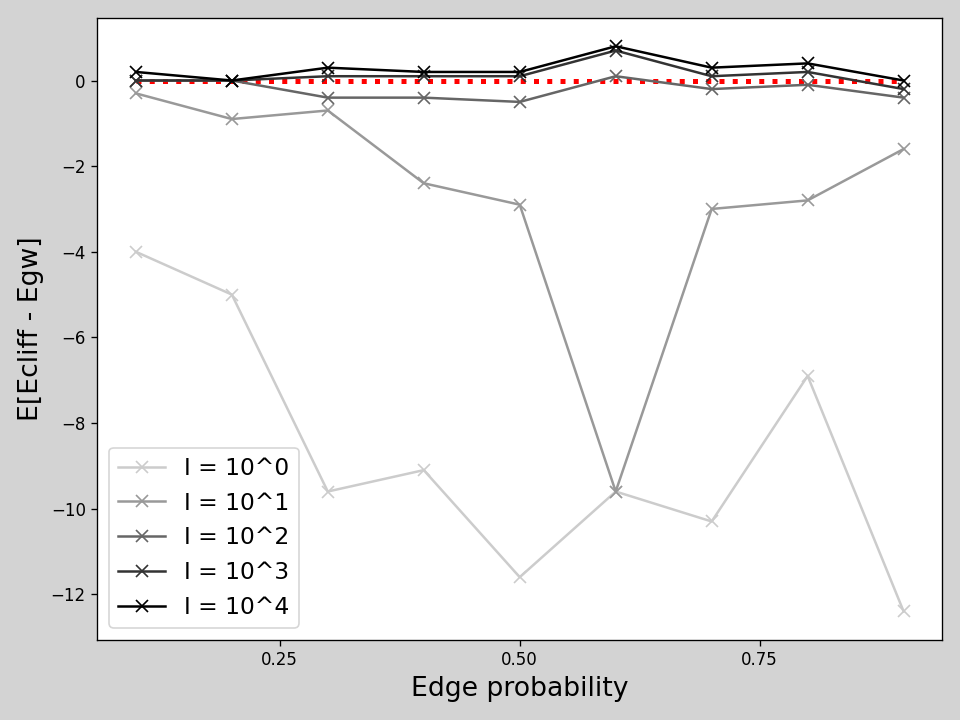 E[Ecliff - Egw]
0
−2
−4
−6
−8
−10
−12
I = 10^0
I = 10^1
I = 10^2
I = 10^3
I = 10^4
0.25
0.50
0.75
Edge probability